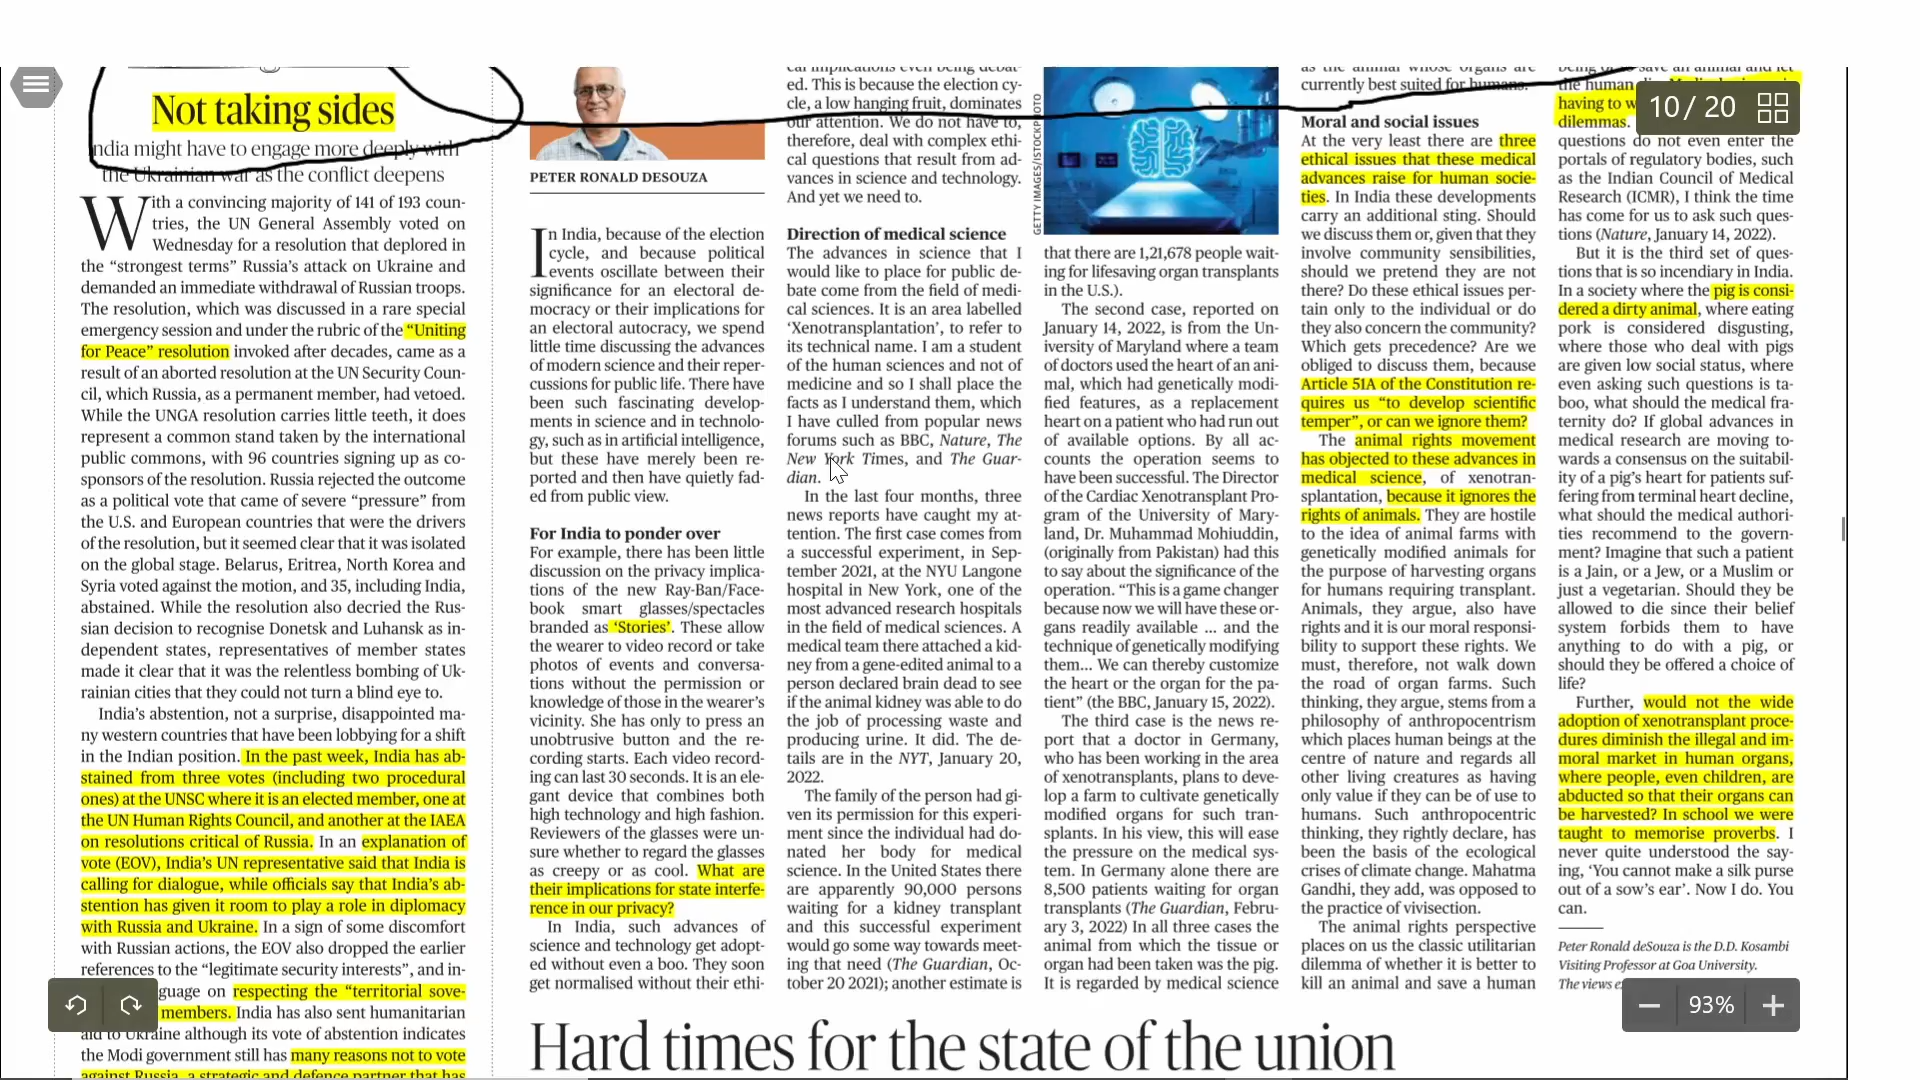 Not taking sides
India might have to engage more deeply with
the Ukrainian war as the conflict deepens
With a convincing majority of 141 of 193 coun-
tries, the UN General Assembly voted on
Wednesday for a resolution that deplored in
the “strongest terms” Russia’s attack on Ukraine and
demanded an immediate withdrawal of Russian troops.
The resolution, which was discussed in a rare special
emergency session and under the rubric of the “Uniting
for Peace” resolution invoked after decades, came as a
result of an aborted resolution at the UN Security Coun-
cil, which Russia, as a permanent member, had vetoed.
While the UNGA resolution carries little teeth, it does
represent a common stand taken by the international
public commons, with 96 countries signing up as co-
sponsors of the resolution. Russia rejected the outcome
as a political vote that came of severe “pressure” from
the U.S. and European countries that were the drivers
of the resolution, but it seemed clear that it was isolated
on the global stage. Belarus, Eritrea, North Korea and
Syria voted against the motion, and 35, including India,
abstained. While the resolution also decried the Rus-
sian decision to recognise Donetsk and Luhansk as in-
dependent states, representatives of member states
made it clear that it was the relentless bombing of Uk-
rainian cities that they could not turn a blind eye to.
India’s abstention, not a surprise, disappointed ma-
ny western countries that have been lobbying for a shift
in the Indian position. In the past week, India has ab-
stained from three votes (including two procedural
ones) at the UNSC where it is an elected member, one at
the UN Human Rights Council, and another at the IAEA
on resolutions critical of Russia. In an explanation of
vote (EOV), India’s UN representative said that India is
calling for dialogue, while officials say that India’s ab-
stention has given it room to play a role in diplomacy
with Russia and Ukraine. In a sign of some discomfort
with Russian actions, the EOV also dropped the earlier
references to the “legitimate security interests”, and in-
guage on respecting the “territorial sove-
members. India has also sent humanitarian
aid to Ukraine although its vote of abstention indicates
the Modi government still has many reasons not to vote
against Russia, a strategic and defence partner that has
PETER RONALD DESOUZA
In India, because of the election
cycle, and because political
events oscillate between their
significance for an electoral de-
mocracy or their implications for
an electoral autocracy, we spend
little time discussing the advances
of modern science and their reper-
cussions for public life. There have
been such fascinating develop-
ments in science and in technolo-
gy, such as in artificial intelligence,
but these have merely been re-
ported and then have quietly fad-
ed from public view.
For India to ponder over
For example, there has been little
discussion on the privacy implica-
tions of the new Ray-Ban/Face-
book smart glasses/spectacles
branded as ‘Stories’. These allow
the wearer to video record or take
photos of events and conversa-
tions without the permission or
knowledge of those in the wearer’s
vicinity. She has only to press an
unobtrusive button and the re-
cording starts. Each video record-
ing can last 30 seconds. It is an ele-
gant device that combines both
high technology and high fashion.
Reviewers of the glasses were un-
sure whether to regard the glasses
as creepy or as cool. What are
their implications for state interfe-
rence in our privacy?
In India, such advances of
science and technology get adopt-
ed without even a boo. They soon
get normalised without their ethi-
cal implications even being debat-
ed. This is because the election cy-
cle, a low hanging fruit, dominates
our attention. We do not have to,
therefore, deal with complex ethi-
cal questions that result from ad-
vances in science and technology.
And yet we need to.
Direction of medical science
The advances in science that I
would like to place for public de-
bate come from the field of medi-
cal sciences. It is an area labelled
‘Xenotransplantation’, to refer to
its technical name. I am a student
of the human sciences and not of
medicine and so I shall place the
facts as I understand them, which
I have culled from popular news
forums such as BBC, Nature, The
New York Times, and The Guar-
dian.
In the last four months, three
news reports have caught my at-
tention. The first case comes from
a successful experiment, in Sep-
tember 2021, at the NYU Langone
hospital in New York, one of the
most advanced research hospitals
in the field of medical sciences. A
medical team there attached a kid-
ney from a gene-edited animal to a
person declared brain dead to see
if the animal kidney was able to do
the job of processing waste and
producing urine. It did. The de-
tails are in the NYT, January 20,
2022.
The family of the person had gi-
ven its permission for this experi-
ment since the individual had do-
nated her body for medical
science. In the United States there
are apparently 90,000 persons
waiting for a kidney transplant
and this successful experiment
would go some way towards meet-
ing that need (The Guardian, Oc-
tober 20 2021); another estimate is
GETTY IMAGES/ISTOCKPHOTO
that there are 1,21,678 people wait-
ing for lifesaving organ transplants
in the U.S.).
The second case, reported on
January 14, 2022, is from the Un-
iversity of Maryland where a team
of doctors used the heart of an ani-
mal, which had genetically modi-
fied features, as a replacement
heart on a patient who had run out
of available options. By all ac-
counts the operation seems to
have been successful. The Director
of the Cardiac Xenotransplant Pro-
gram of the University of Mary-
land, Dr. Muhammad Mohiuddin,
(originally from Pakistan) had this
to say about the significance of the
operation. “This is a game changer
because now we will have these or-
gans readily available ... and the
technique of genetically modifying
them... We can thereby customize
the heart or the organ for the pa-
tient” (the BBC, January 15, 2022).
The third case is the news re-
port that a doctor in Germany,
who has been working in the area
of xenotransplants, plans to deve-
lop a farm to cultivate genetically
modified organs for such tran-
splants. In his view, this will ease
the pressure on the medical sys-
tem. In Germany alone there are
8,500 patients waiting for organ
transplants (The Guardian, Febru-
ary 3, 2022) In all three cases the
animal from which the tissue or
organ had been taken was the pig.
It is regarded by medical science
as the animal whose organs are
currently best suited for humans.
Moral and social issues
At the very least there are three
ethical issues that these medical
advances raise for human socie-
ties. In India these developments
carry an additional sting. Should
we discuss them or, given that they
involve community sensibilities,
should we pretend they are not
there? Do these ethical issues per-
tain only to the individual or do
they also concern the community?
Which gets precedence? Are we
obliged to discuss them, because
Article 51A of the Constitution re-
quires us “to develop scientific
temper”, or can we ignore them?
The animal rights movement
has objected to these advances in
medical science, of xenotran-
splantation, because it ignores the
rights of animals. They are hostile
to the idea of animal farms with
genetically modified animals for
the purpose of harvesting organs
for humans requiring transplant.
Animals, they argue, also have
rights and it is our moral responsi-
bility to support these rights. We
must, therefore, not walk down
the road of organ farms. Such
thinking, they argue, stems from a
philosophy of anthropocentrism
which places human beings at the
centre of nature and regards all
other living creatures as having
only value if they can be of use to
humans. Such anthropocentric
thinking, they rightly declare, has
been the basis of the ecological
crises of climate change. Mahatma
Gandhi, they add, was opposed to
the practice of vivisection.
The animal rights perspective
places on us the classic utilitarian
dilemma of whether it is better to
kill an animal and save a human
being or to save an animal and let
the human
having to
dilemmas.
questions do not even enter the
portals of regulatory bodies, such
as the Indian Council of Medical
Research (ICMR), I think the time
has come for us to ask such ques-
tions (Nature, January 14, 2022).
But it is the third set of ques-
tions that is so incendiary in India.
In a society where the pig is consi-
dered a dirty animal, where eating
pork is considered disgusting,
where those who deal with pigs
are given low social status, where
even asking such questions is ta-
boo, what should the medical fra-
ternity do? If global advances in
medical research are moving to-
wards a consensus on the suitabil-
ity of a pig’s heart for patients suf-
fering from terminal heart decline,
what should the medical authori-
ties recommend to the govern-
ment? Imagine that such a patient
is a Jain, or a Jew, or a Muslim or
just a vegetarian. Should they be
allowed to die since their belief
system forbids them to have
anything to do with a pig, or
should they be offered a choice of
life?
Further, would not the wide
adoption of xenotransplant proce-
dures diminish the illegal and im-
moral market in human organs,
where people, even children, are
abducted so that their organs can
be harvested? In school we were
taught to memorise proverbs. I
never quite understood the say-
ing, ‘You cannot make a silk purse
out of a sow’s ear’. Now I do. You
can.
Peter Ronald deSouza is the D.D. Kosambi
Visiting Professor at Goa University.
The views
Hard times for the state of the union
10 / 20
93%